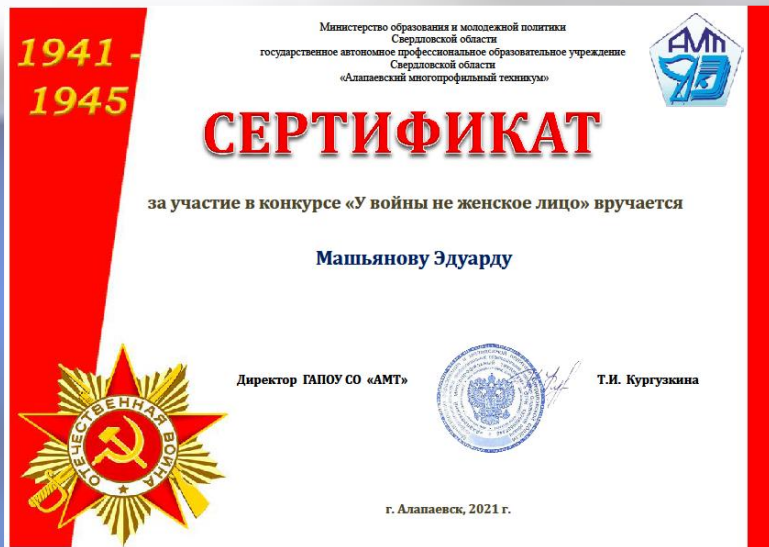 1941 -
1945
Министерство образования и молодежной политики
Свердловской области
государственное автономное профессиональное образовательное учреждение
Свердловской области
«Алапаевский многопрофильный техникум»
АМТ
СЕРТИФИКАТ
за участие в конкурсе «У войны не женское лицо» вручается
Машьянову Эдуарду
Директор ГАПОУ СО «АМТ»
Т.И. Кургузкина
ОТЕЧЕСТВЕННАЯ ВОЙНА
г. Алапаевск, 2021 г.